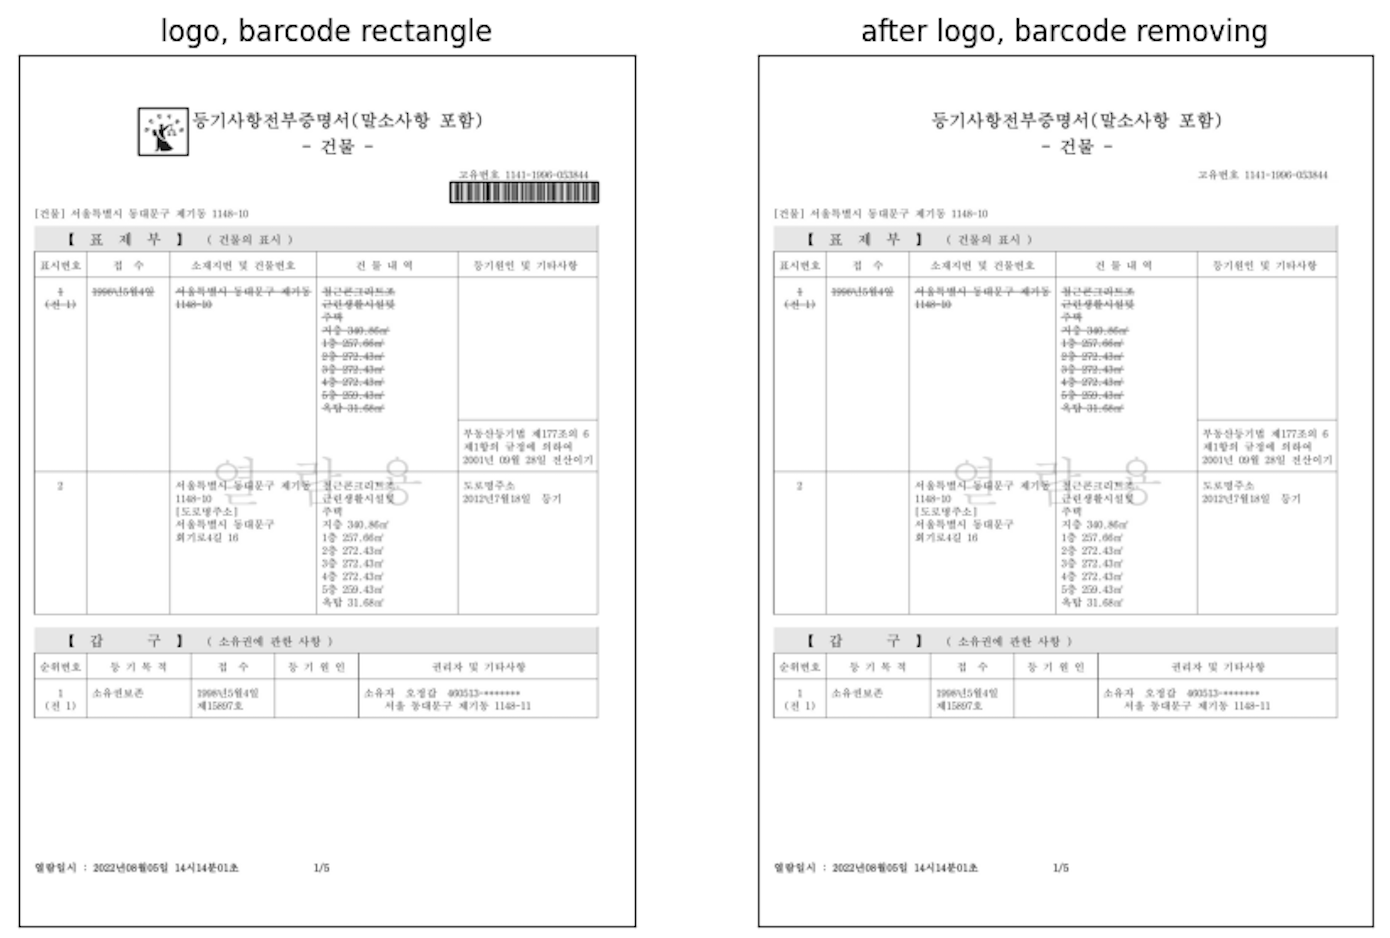 logo, barcode rectangle
등기사항전부증명서(말소사항 포함)
- 건물 -
고유번호 1141-1996-053844
[건물] 서울특별시 동대문구 제기동 1148-10
【 표 제 부 】 ( 건물의 표시 )
표시번호 접 수 소재지번 및 건물번호 건 물 내 역 등기원인 및 기타사항
1 1998년5월4일 서울특별시 동대문구 제기동 철근콘크리트조
(전 1) 1148-10 근린생활시설및
주택
지층 340.86㎡
1층 257.66㎡
2층 272.43㎡
3층 272.43㎡
4층 272.43㎡
5층 259.43㎡
옥탑 31.68㎡
부동산등기법 제177조의 6
제1항의 규정에 의하여
2001년 09월 28일 전산이기
열 람 용
2 서울특별시 동대문구 제기동 철근콘크리트조 도로명주소
1148-10 근린생활시설및 2012년7월18일 등기
[도로명주소] 주택
서울특별시 동대문구 지층 340.86㎡
회기로4길 16 1층 257.66㎡
2층 272.43㎡
3층 272.43㎡
4층 272.43㎡
5층 259.43㎡
옥탑 31.68㎡
【 갑 구 】 ( 소유권에 관한 사항 )
순위번호 등 기 목 적 접 수 등 기 원 인 권리자 및 기타사항
1 소유권보존 1998년5월4일 소유자 오정갑 460513-*******
(전 1) 제15897호 서울 동대문구 제기동 1148-11
열람일시 : 2022년08월05일 14시14분01초 1/5
after logo, barcode removing
등기사항전부증명서(말소사항 포함)
- 건물 -
고유번호 1141-1996-053844
[건물] 서울특별시 동대문구 제기동 1148-10
【 표 제 부 】 ( 건물의 표시 )
표시번호 접 수 소재지번 및 건물번호 건 물 내 역 등기원인 및 기타사항
1 1998년5월4일 서울특별시 동대문구 제기동 철근콘크리트조
(전 1) 1148-10 근린생활시설및
주택
지층 340.86㎡
1층 257.66㎡
2층 272.43㎡
3층 272.43㎡
4층 272.43㎡
5층 259.43㎡
옥탑 31.68㎡
부동산등기법 제177조의 6
제1항의 규정에 의하여
2001년 09월 28일 전산이기
열 람 용
2 서울특별시 동대문구 제기동 철근콘크리트조 도로명주소
1148-10 근린생활시설및 2012년7월18일 등기
[도로명주소] 주택
서울특별시 동대문구 지층 340.86㎡
회기로4길 16 1층 257.66㎡
2층 272.43㎡
3층 272.43㎡
4층 272.43㎡
5층 259.43㎡
옥탑 31.68㎡
【 갑 구 】 ( 소유권에 관한 사항 )
순위번호 등 기 목 적 접 수 등 기 원 인 권리자 및 기타사항
1 소유권보존 1998년5월4일 소유자 오정갑 460513-*******
(전 1) 제15897호 서울 동대문구 제기동 1148-11
열람일시 : 2022년08월05일 14시14분01초 1/5